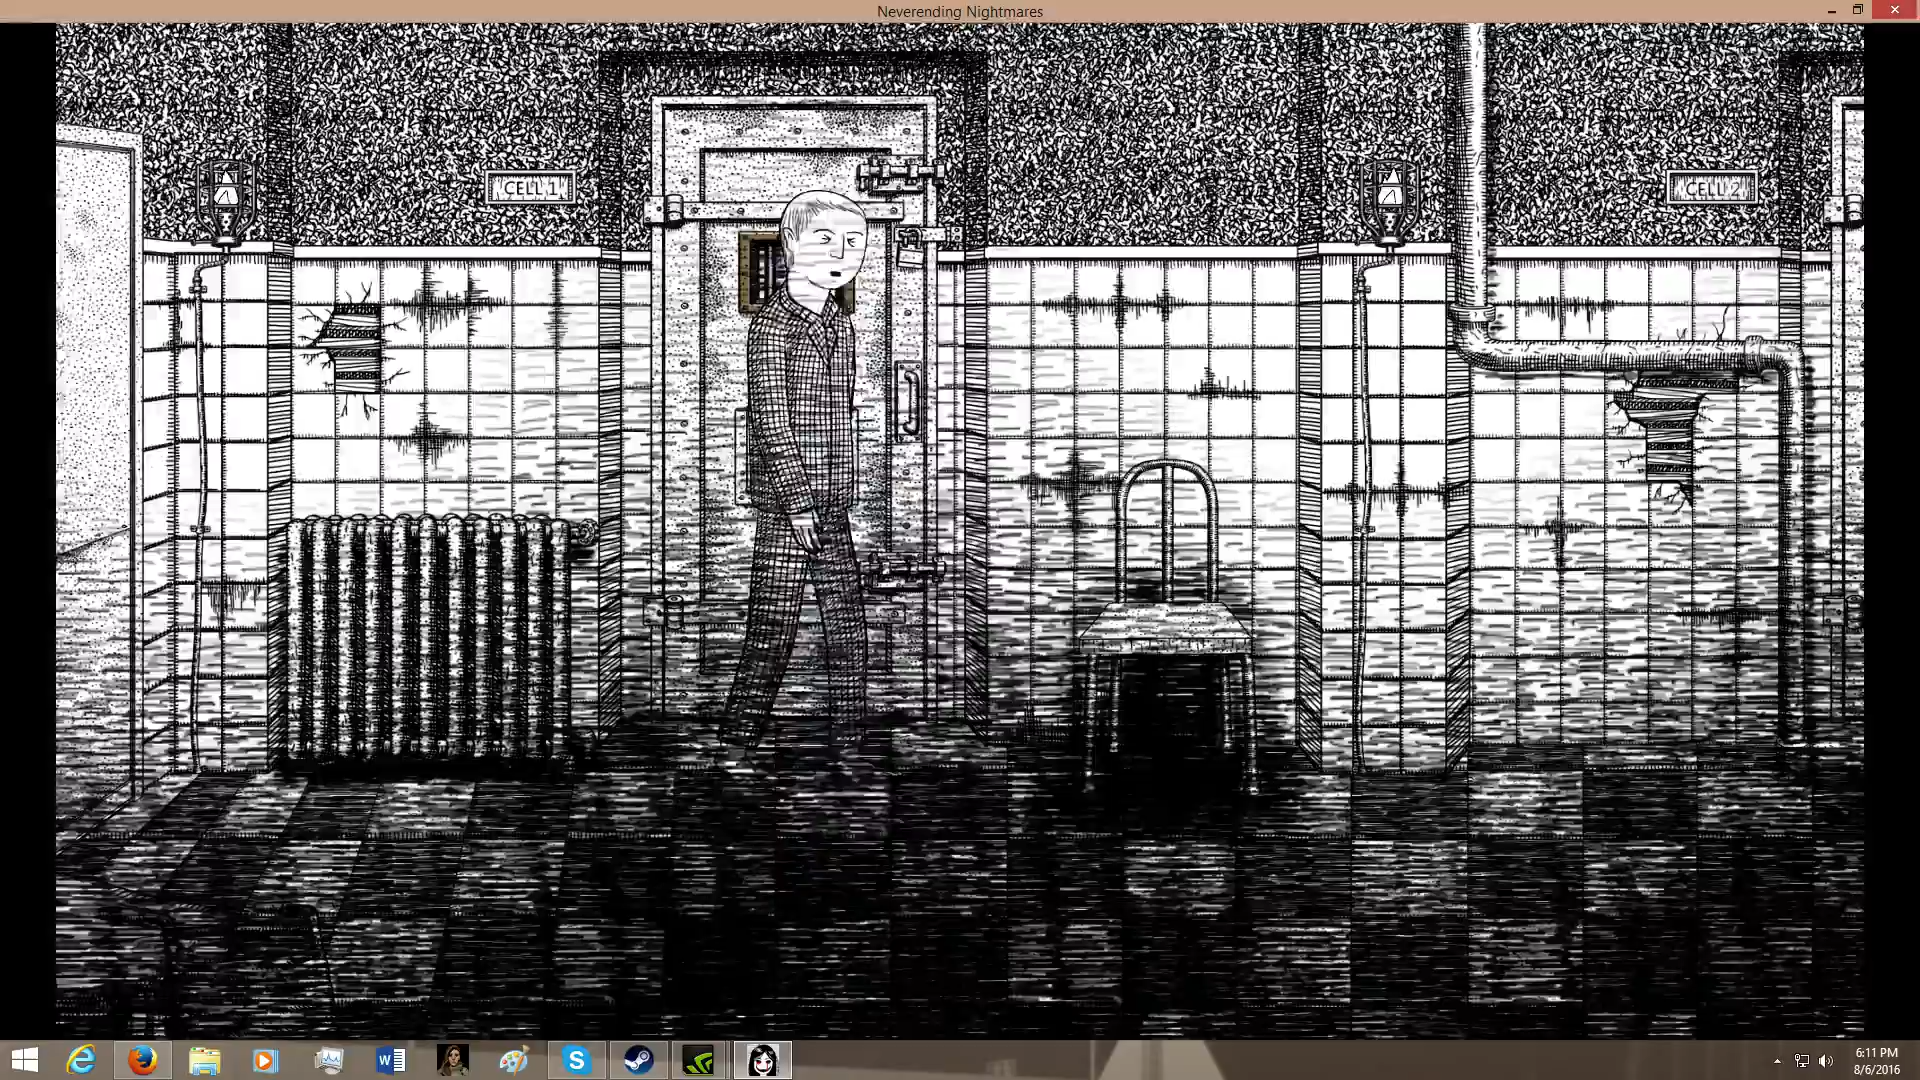 Neverending Nightmares
CELL 1
CELL 2
6:11 PM
8/6/2016